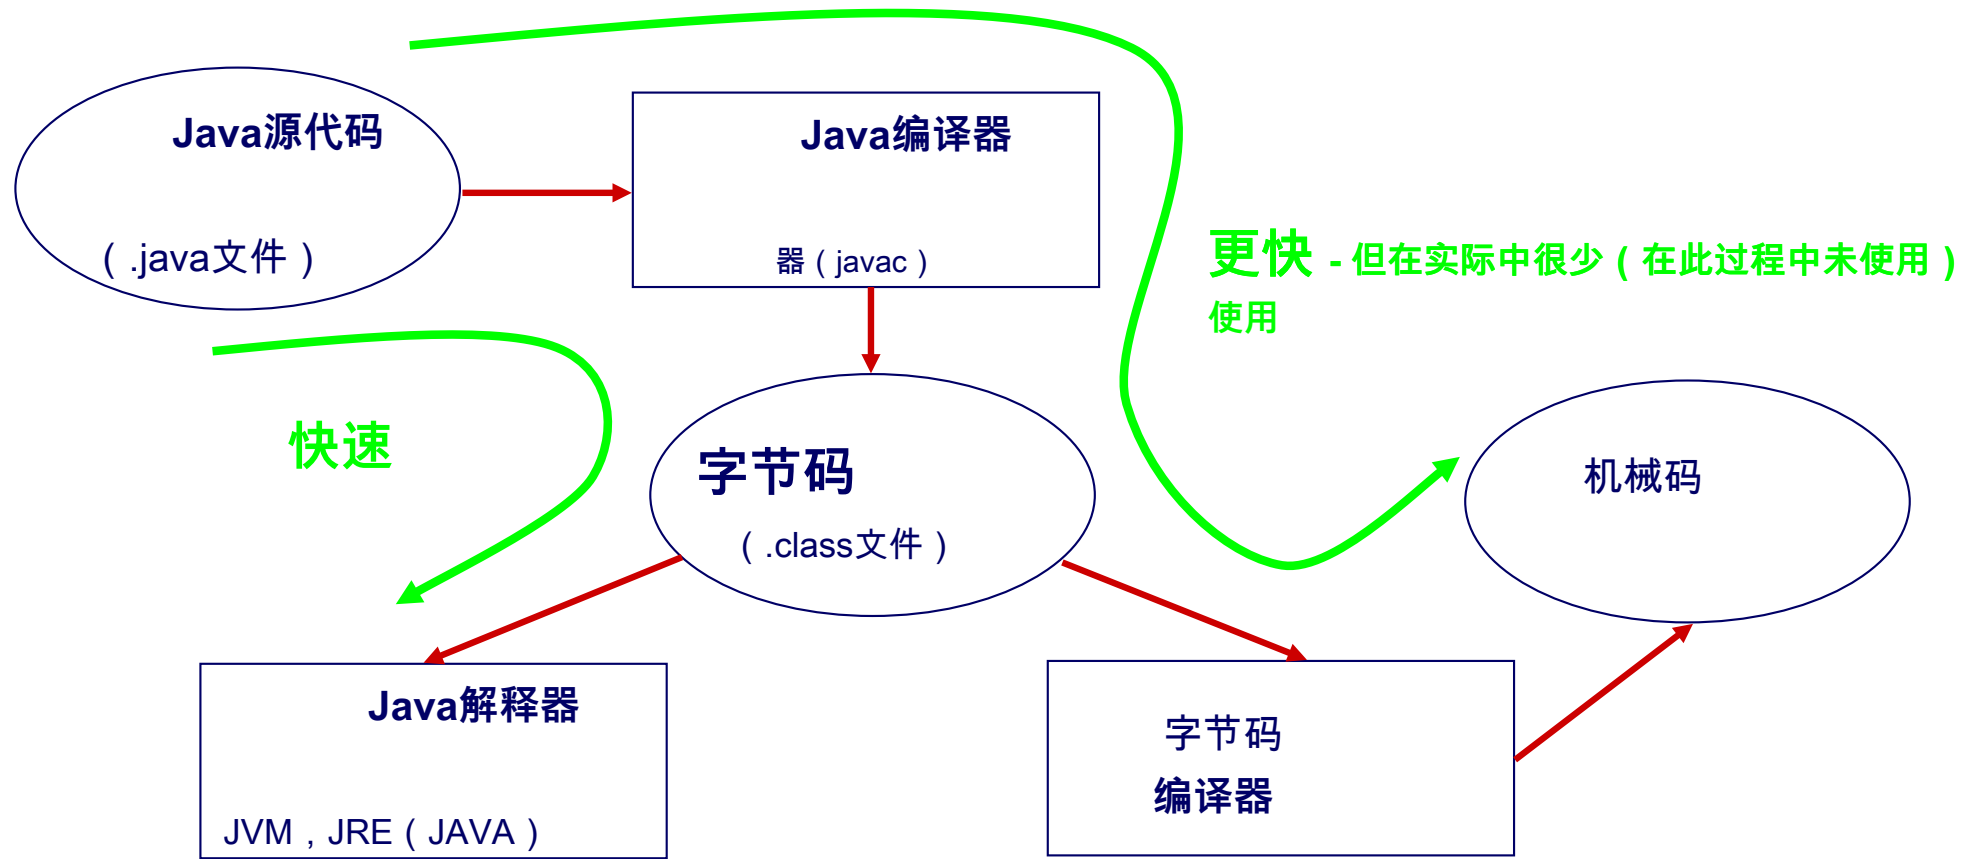 Java源代码
（.java文件）
Java编译器
器（javac）
更快 - 但在实际中很少（在此过程中未使用）
使用
快速
字节码
（.class文件）
机械码
Java解释器
JVM，JRE（JAVA）
字节码
编译器